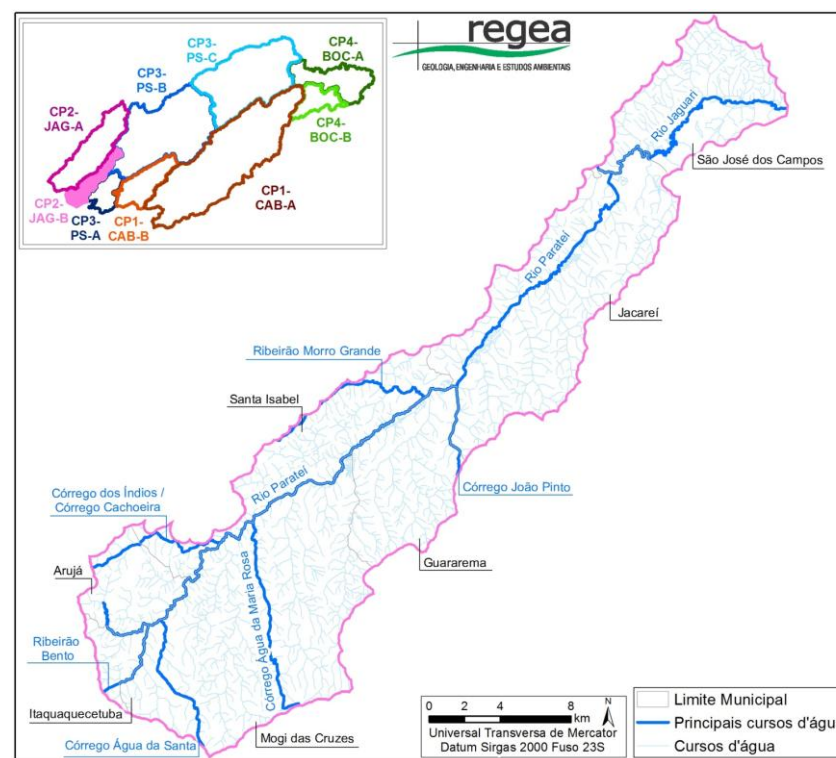 regea
GEOLOGIA, ENGENHARIA E ESTUDOS AMBIENTAIS
CP3-
PS-C
CP4-
BOC-A
CP3-
PS-B
CP2-
JAG-A
CP4-
BOC-B
CP1-
CAB-A
CP2-
JAG-B
CP3-
PS-A
CP1-
CAB-B
Rio Jaguari
São José dos Campos
Rio Parateí
Jacareí
Ribeirão Morro Grande
Santa Isabel
Rio Parateí
Córrego João Pinto
Córrego dos Índios /
Córrego Cachoeira
Guararema
Arujá
Córrego Água da Maria Rosa
Ribeirão
Bento
Itaquaquecetuba
Córrego Água da Santa
Mogi das Cruzes
0 2 4 8
km
N
Universal Transversa de Mercator
Datum Sirgas 2000 Fuso 23S
Limite Municipal
Principais cursos d'águ
Cursos d'água